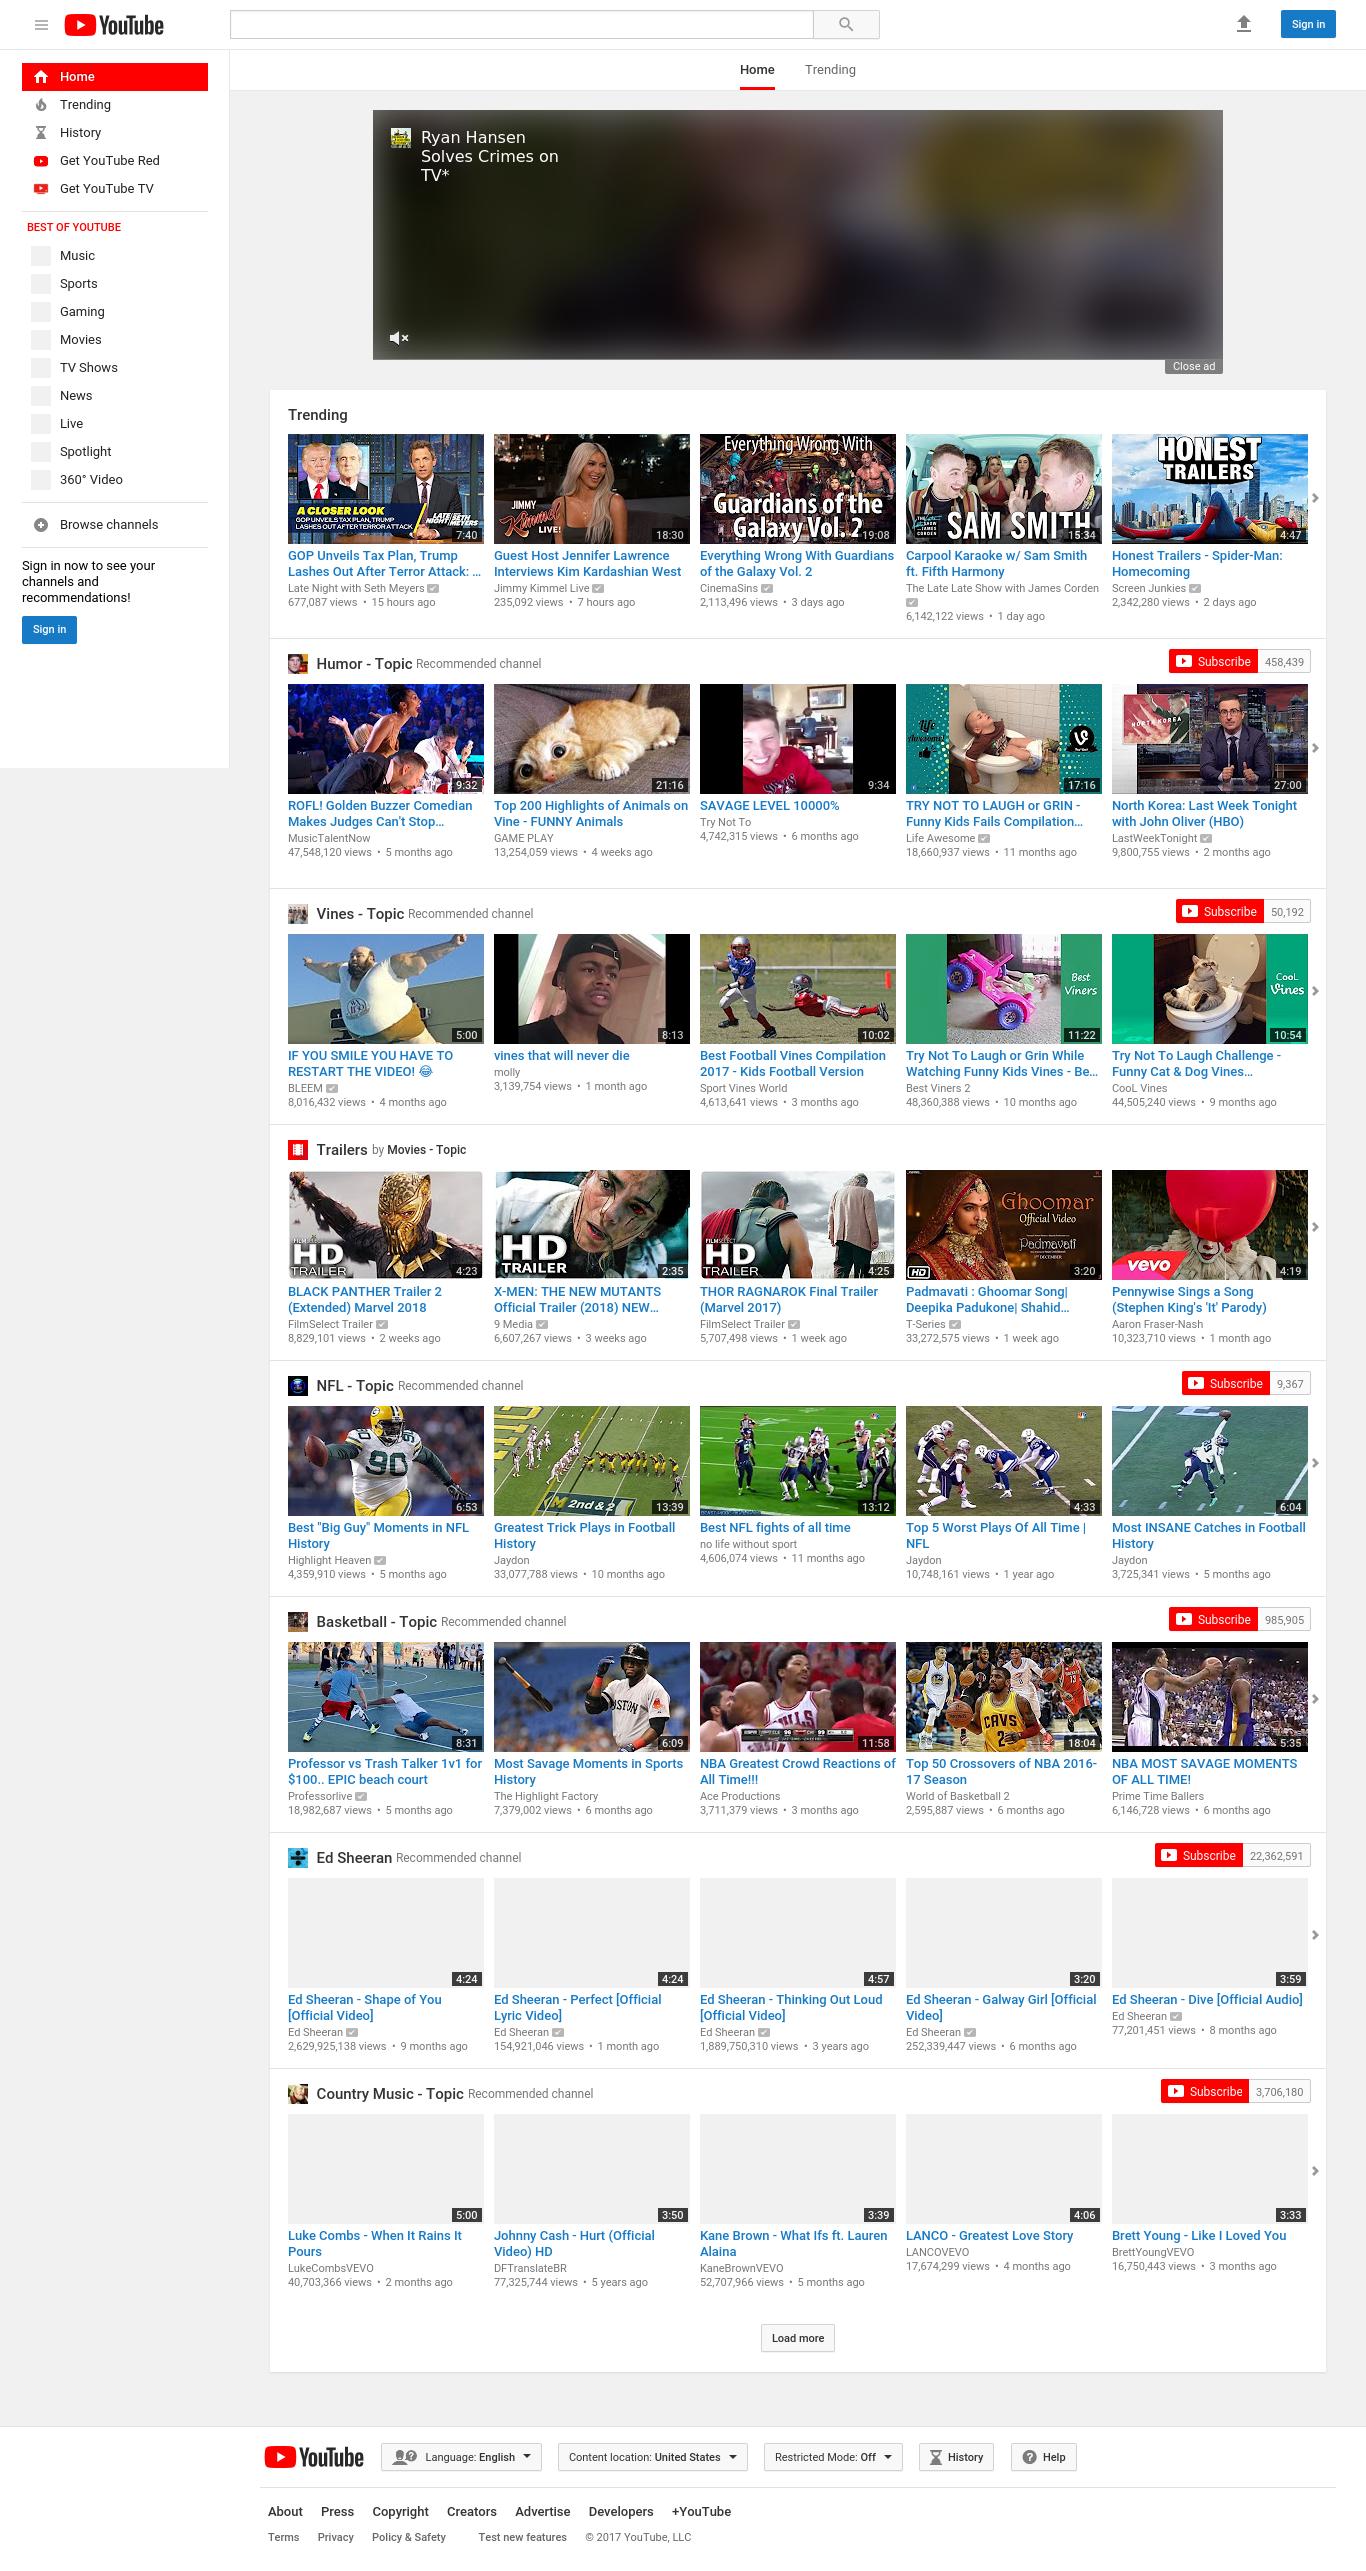 YouTube
Sign in
Home
Trending
History
Get YouTube Red
Get YouTube TV
BEST OF YOUTUBE
Music
Sports
Gaming
Movies
TV Shows
News
Live
Spotlight
360° Video
Browse channels
Sign in now to see your
channels and
recommendations!
Sign in
Home Trending
Ryan Hansen
Solves Crimes on
TV*
Close ad
Trending
A CLOSER LOOK
GOP UNVEILS TAX PLAN, TRUMP
LASHES OUT AFTER TERROR ATTACK
LATE NIGHT SETH MEYERS
7:40
JIMMY Kimmel LIVE!
18:30
Everything Wrong With
Guardians of the
Galaxy Vol. 2
19:08
SAM SMITH
15:34
HONEST
TRAILERS
4:47
GOP Unveils Tax Plan, Trump
Lashes Out After Terror Attack: ...
Late Night with Seth Meyers
677,087 views • 15 hours ago
Guest Host Jennifer Lawrence
Interviews Kim Kardashian West
Jimmy Kimmel Live
235,092 views • 7 hours ago
Everything Wrong With Guardians
of the Galaxy Vol. 2
CinemaSins
2,113,496 views • 3 days ago
Carpool Karaoke w/ Sam Smith
ft. Fifth Harmony
The Late Late Show with James Corden
6,142,122 views • 1 day ago
Honest Trailers - Spider-Man:
Homecoming
Screen Junkies
2,342,280 views • 2 days ago
Humor - Topic Recommended channel
Subscribe 458,439
9:32
21:16
9:34
Life Awesome!
17:16
NORTH KOREA
27:00
ROFL! Golden Buzzer Comedian
Makes Judges Can't Stop...
MusicTalentNow
47,548,120 views • 5 months ago
Top 200 Highlights of Animals on
Vine - FUNNY Animals
GAME PLAY
13,254,059 views • 4 weeks ago
SAVAGE LEVEL 10000%
Try Not To
4,742,315 views • 6 months ago
TRY NOT TO LAUGH or GRIN -
Funny Kids Fails Compilation...
Life Awesome
18,660,937 views • 11 months ago
North Korea: Last Week Tonight
with John Oliver (HBO)
LastWeekTonight
9,800,755 views • 2 months ago
Vines - Topic Recommended channel
Subscribe 50,192
5:00
8:13
10:02
Best
Viners
11:22
CooL
Vines
10:54
IF YOU SMILE YOU HAVE TO
RESTART THE VIDEO! 😂
BLEEM
8,016,432 views • 4 months ago
vines that will never die
molly
3,139,754 views • 1 month ago
Best Football Vines Compilation
2017 - Kids Football Version
Sport Vines World
4,613,641 views • 3 months ago
Try Not To Laugh or Grin While
Watching Funny Kids Vines - Be...
Best Viners 2
48,360,388 views • 10 months ago
Try Not To Laugh Challenge -
Funny Cat & Dog Vines...
CooL Vines
44,505,240 views • 9 months ago
Trailers by Movies - Topic
FILMSELECT
HD
TRAILER
4:23
HD
TRAILER
2:35
FILMSELECT
HD
TRAILER
4:25
Ghoomar
Official Video
Padmavati
HD
3:20
vevo
4:19
BLACK PANTHER Trailer 2
(Extended) Marvel 2018
FilmSelect Trailer
8,829,101 views • 2 weeks ago
X-MEN: THE NEW MUTANTS
Official Trailer (2018) NEW...
9 Media
6,607,267 views • 3 weeks ago
THOR RAGNAROK Final Trailer
(Marvel 2017)
FilmSelect Trailer
5,707,498 views • 1 week ago
Padmavati : Ghoomar Song|
Deepika Padukone| Shahid...
T-Series
33,272,575 views • 1 week ago
Pennywise Sings a Song
(Stephen King's 'It' Parody)
Aaron Fraser-Nash
10,323,710 views • 1 month ago
NFL - Topic Recommended channel
Subscribe 9,367
90
6:53
2nd & 2
13:39
13:12
4:33
6:04
Best "Big Guy" Moments in NFL
History
Highlight Heaven
4,359,910 views • 5 months ago
Greatest Trick Plays in Football
History
Jaydon
33,077,788 views • 10 months ago
Best NFL fights of all time
no life without sport
4,606,074 views • 11 months ago
Top 5 Worst Plays Of All Time |
NFL
Jaydon
10,748,161 views • 1 year ago
Most INSANE Catches in Football
History
Jaydon
3,725,341 views • 5 months ago
Basketball - Topic Recommended channel
Subscribe 985,905
8:31
6:09
11:58
CAVS
2
18:04
5:35
Professor vs Trash Talker 1v1 for
$100.. EPIC beach court
Professorlive
18,982,687 views • 5 months ago
Most Savage Moments in Sports
History
The Highlight Factory
7,379,002 views • 6 months ago
NBA Greatest Crowd Reactions of
All Time!!!
Ace Productions
3,711,379 views • 3 months ago
Top 50 Crossovers of NBA 2016-
17 Season
World of Basketball 2
2,595,887 views • 6 months ago
NBA MOST SAVAGE MOMENTS
OF ALL TIME!
Prime Time Ballers
6,146,728 views • 6 months ago
Ed Sheeran Recommended channel
Subscribe 22,362,591
4:24
4:24
4:57
3:20
3:59
Ed Sheeran - Shape of You
[Official Video]
Ed Sheeran
2,629,925,138 views • 9 months ago
Ed Sheeran - Perfect [Official
Lyric Video]
Ed Sheeran
154,921,046 views • 1 month ago
Ed Sheeran - Thinking Out Loud
[Official Video]
Ed Sheeran
1,889,750,310 views • 3 years ago
Ed Sheeran - Galway Girl [Official
Video]
Ed Sheeran
252,339,447 views • 6 months ago
Ed Sheeran - Dive [Official Audio]
Ed Sheeran
77,201,451 views • 8 months ago
Country Music - Topic Recommended channel
Subscribe 3,706,180
5:00
3:50
3:39
4:06
3:33
Luke Combs - When It Rains It
Pours
LukeCombsVEVO
40,703,366 views • 2 months ago
Johnny Cash - Hurt (Official
Video) HD
DFTranslateBR
77,325,744 views • 5 years ago
Kane Brown - What Ifs ft. Lauren
Alaina
KaneBrownVEVO
52,707,966 views • 5 months ago
LANCO - Greatest Love Story
LANCOVEVO
17,674,299 views • 4 months ago
Brett Young - Like I Loved You
BrettYoungVEVO
16,750,443 views • 3 months ago
Load more
YouTube
Language: English
Content location: United States
Restricted Mode: Off
History
Help
About Press Copyright Creators Advertise Developers +YouTube
Terms Privacy Policy & Safety Test new features © 2017 YouTube, LLC